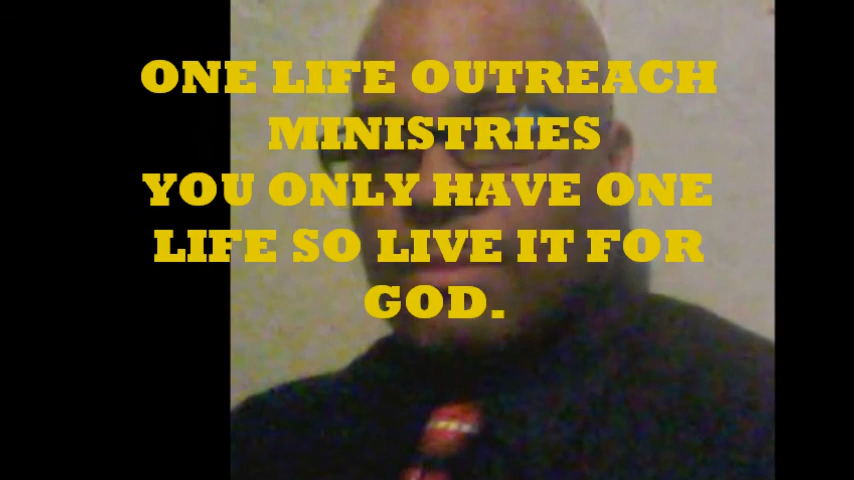 ONE LIFE OUTREACH
MINISTRIES
YOU ONLY HAVE ONE
LIFE SO LIVE IT FOR
GOD.